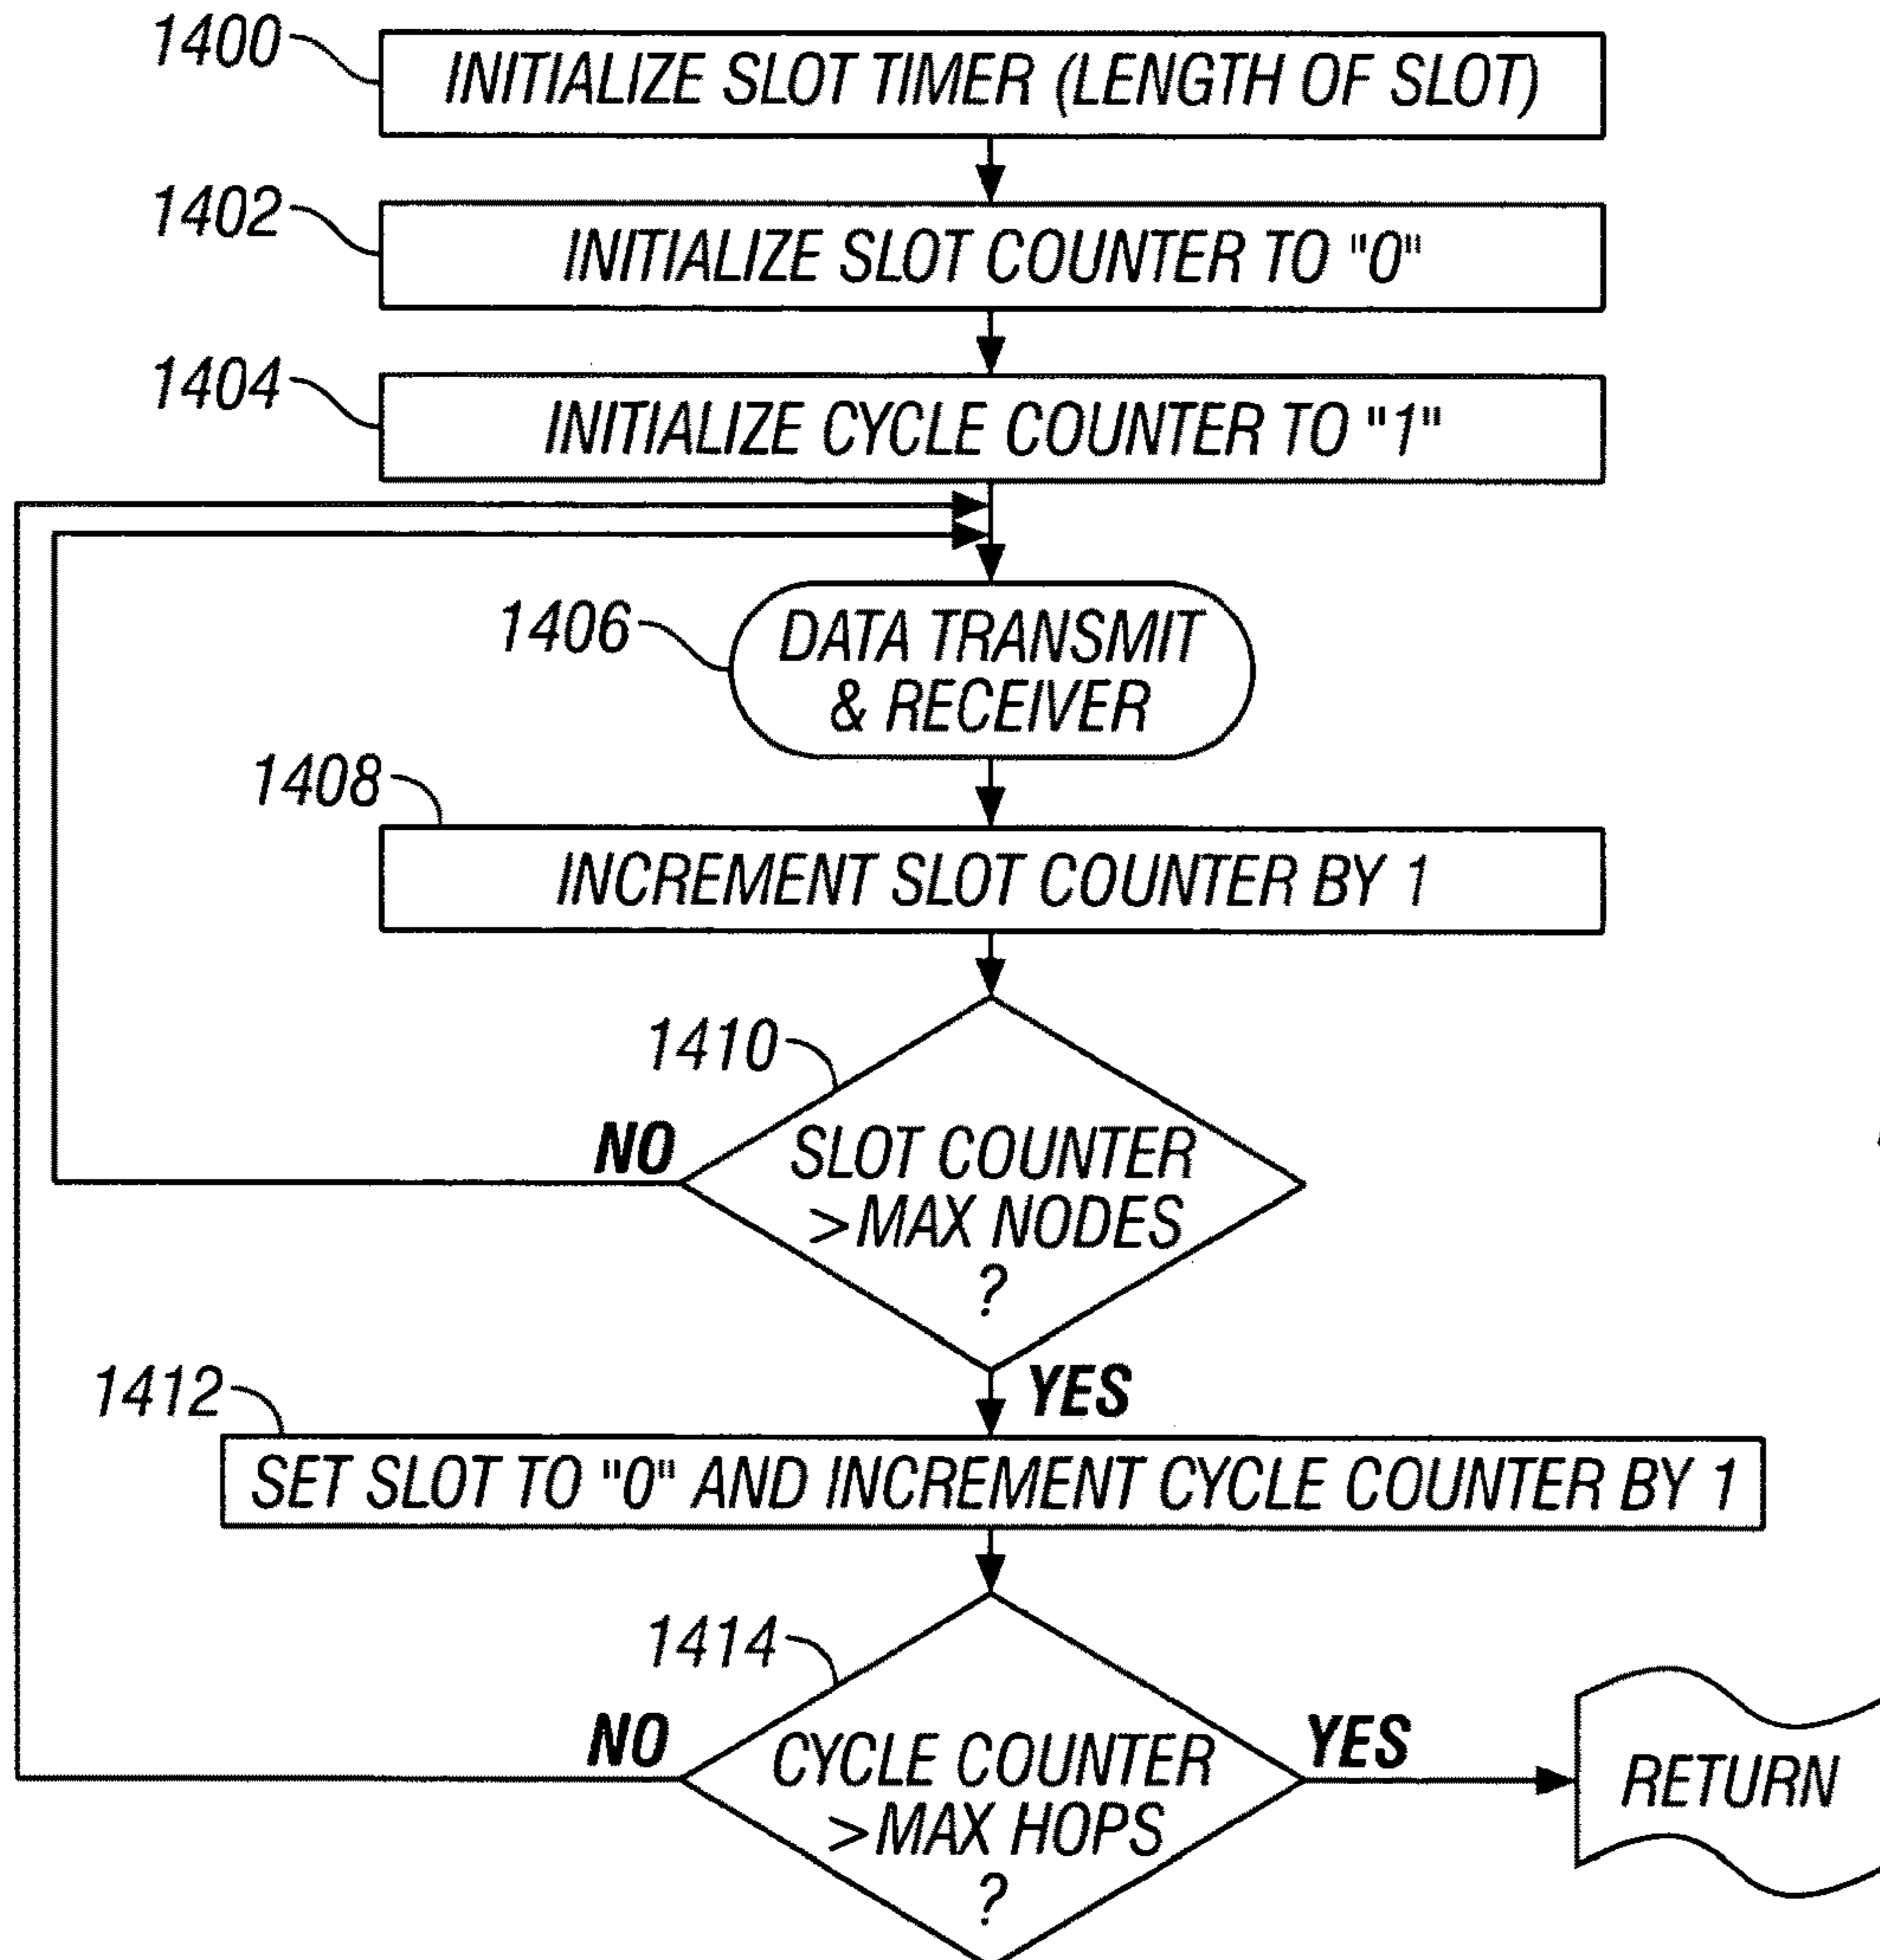 1400
INITIALIZE SLOT TIMER (LENGTH OF SLOT)
1402
INITIALIZE SLOT COUNTER TO "0"
1404
INITIALIZE CYCLE COUNTER TO "1"
1406
DATA TRANSMIT
& RECEIVER
1408
INCREMENT SLOT COUNTER BY 1
1410
NO
SLOT COUNTER
>MAX NODES
?
YES
1412
SET SLOT TO "0" AND INCREMENT CYCLE COUNTER BY 1
1414
NO
CYCLE COUNTER
>MAX HOPS
?
YES
RETURN